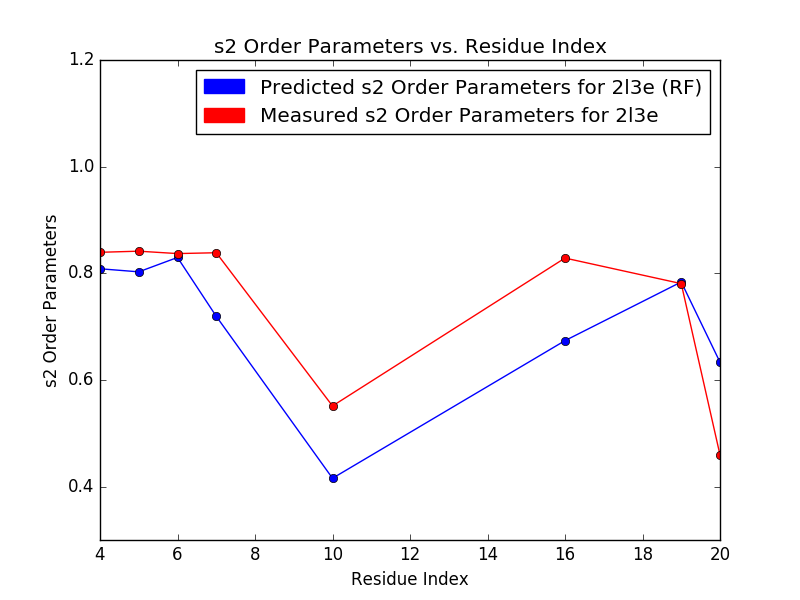 s2 Order Parameters vs. Residue Index
1.2
Predicted s2 Order Parameters for 2l3e (RF)
Measured s2 Order Parameters for 2l3e
1.0
0.8
0.6
0.4
s2 Order Parameters
4 6 8 10 12 14 16 18 20
Residue Index